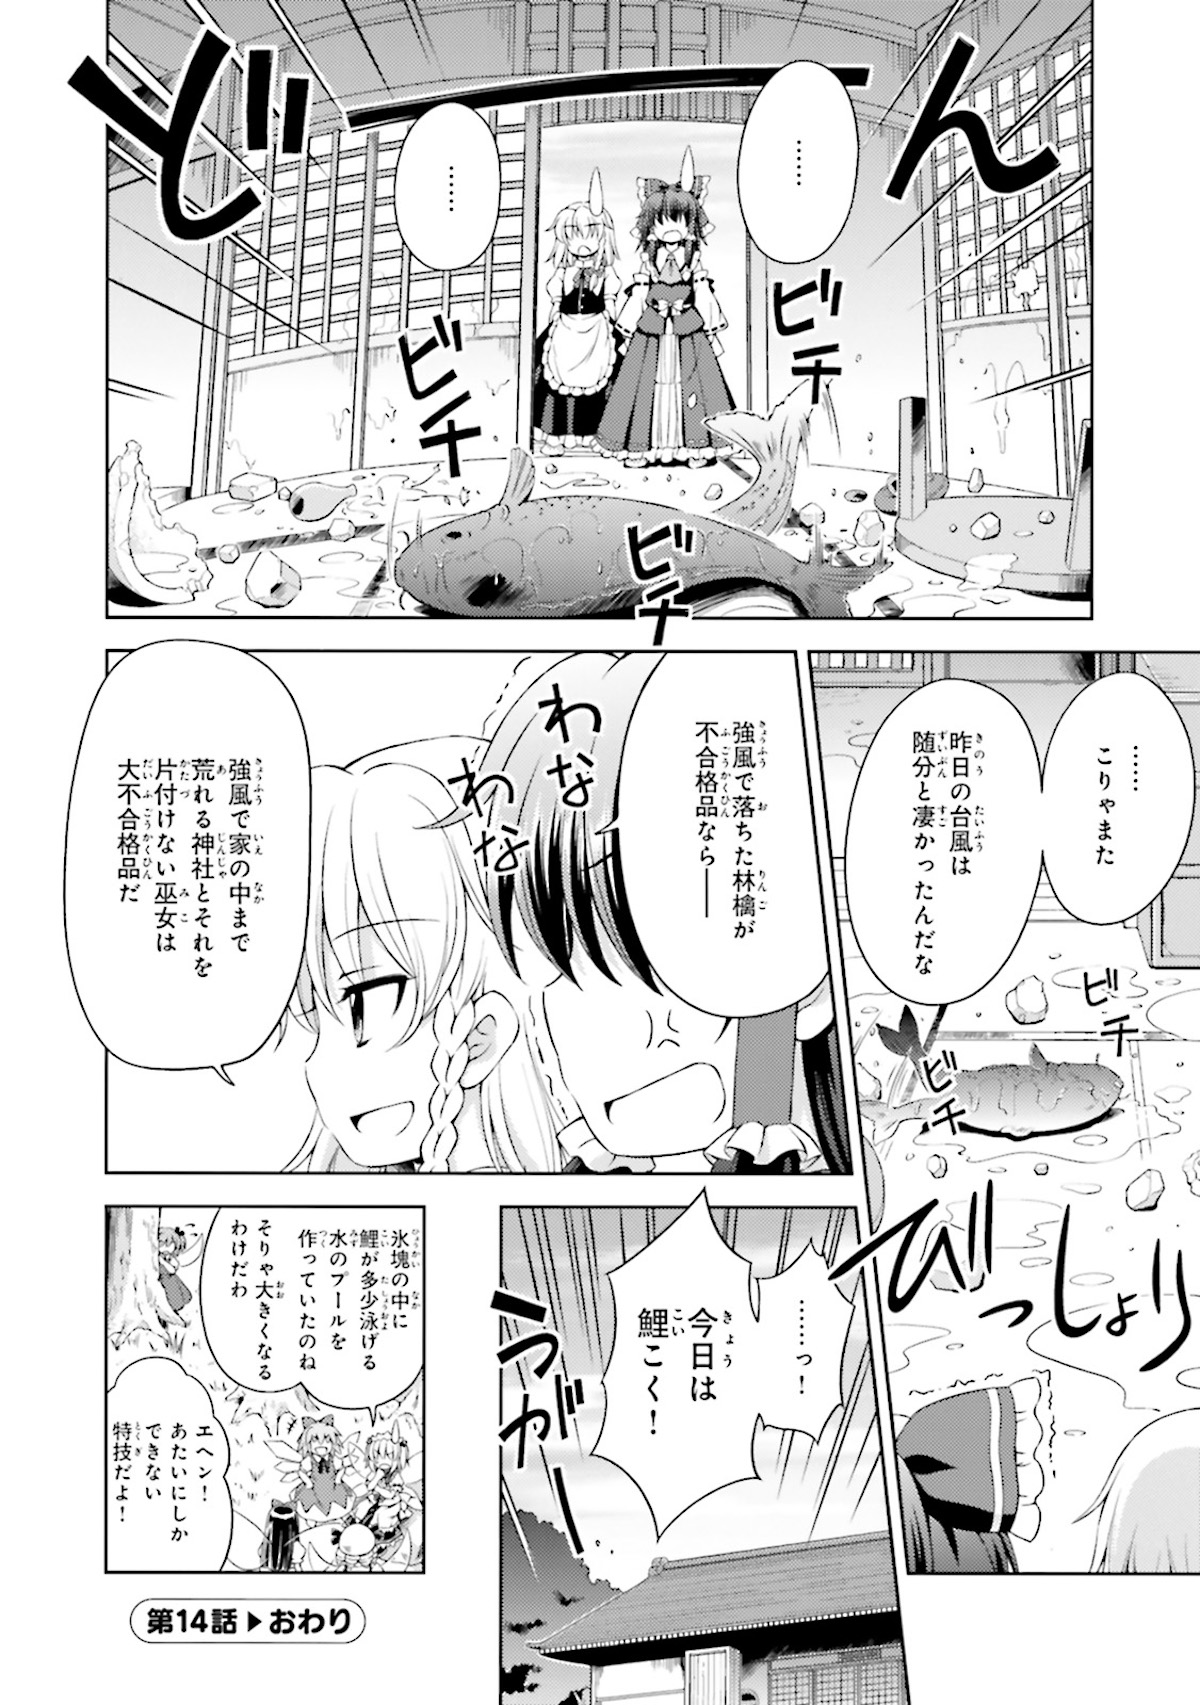 どーん
……
……
ビチ
ビチ
ビチ
……
こりゃまた
昨日の台風は
随分と凄かったんだな
ビチ
ビチ
びっしょり
強風で落ちた林檎が
不合格品なら──
わな
わな
強風で家の中まで
荒れる神社とそれを
片付けない巫女は
大不合格品だ
……っ！
今日は
鯉こく！
うがー
氷塊の中に
鯉が多少泳げる
水のプールを
作っていたのね
そりゃ大きくなる
わけだわ
エヘン！
あたいにしか
できない
特技だよ！
第14話▶おわり